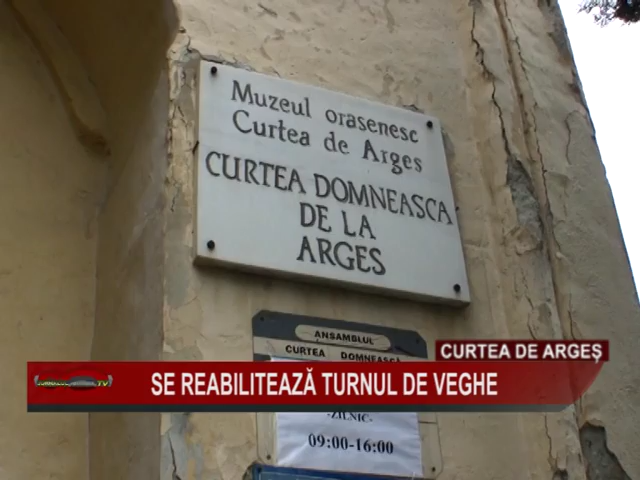 Muzeul orasenesc
Curtea de Arges
CURTEA DOMNEASCA
DE LA
ARGES
ANSAMBLUL
CURTEA DOMNEASCĂ
CURTEA DE ARGEȘ
SE REABILITEAZĂ TURNUL DE VEGHE
-ZILNIC-
09:00-16:00